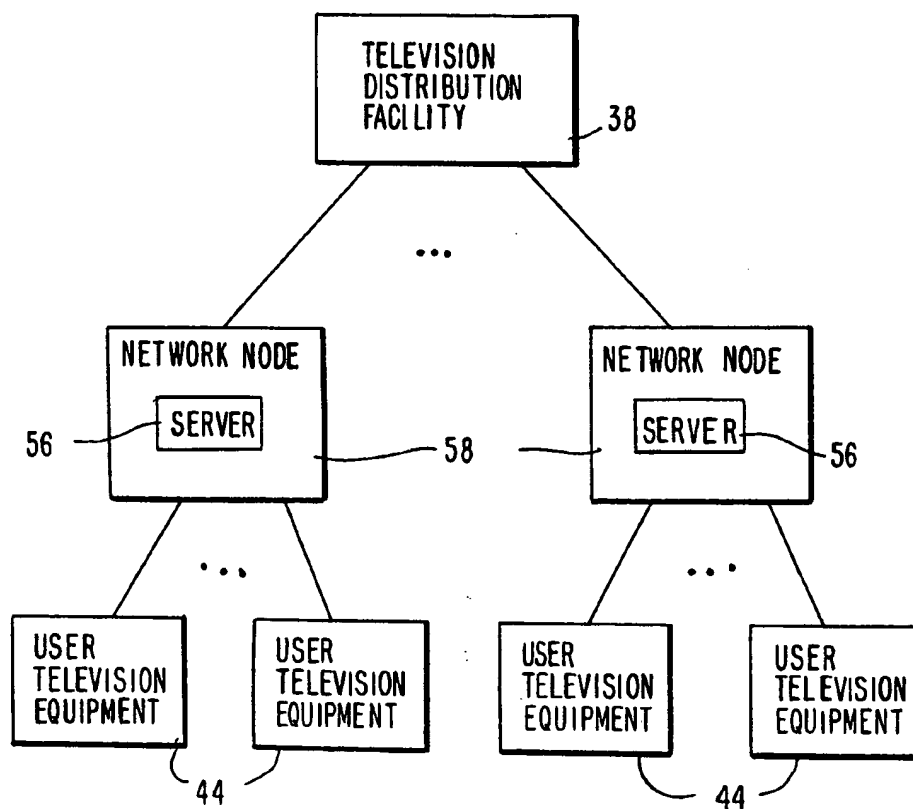 TELEVISION
DISTRIBUTION
FACILITY
38
...
NETWORK NODE
SERVER
56
58
NETWORK NODE
SERVER
56
...
...
USER
TELEVISION
EQUIPMENT
USER
TELEVISION
EQUIPMENT
USER
TELEVISION
EQUIPMENT
USER
TELEVISION
EQUIPMENT
44
44